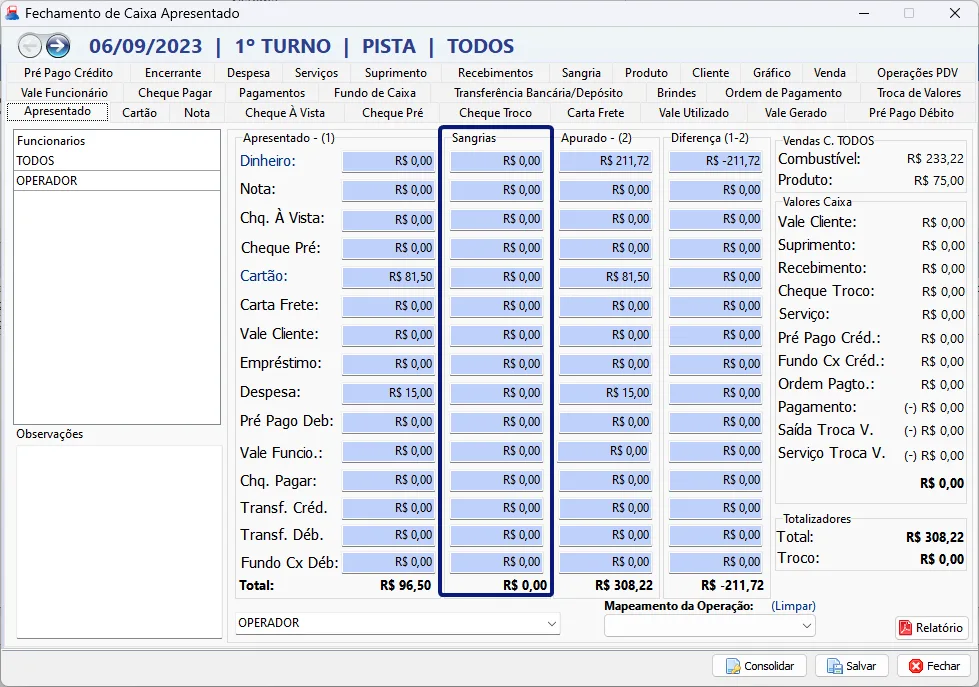 Fechamento de Caixa Apresentado
06/09/2023 | 1º TURNO | PISTA | TODOS
Pré Pago Crédito Encerrante Despesa Serviços Suprimento Recebimentos Sangria Produto Cliente Gráfico Venda Operações PDV
Vale Funcionário Cheque Pagar Pagamentos Fundo de Caixa Transferência Bancária/Depósito Brindes Ordem de Pagamento Troca de Valores
Apresentado Cartão Nota Cheque À Vista Cheque Pré Cheque Troco Carta Frete Vale Utilizado Vale Gerado Pré Pago Débito
Funcionarios
TODOS
OPERADOR
Observações
Apresentado - (1) Sangrias Apurado - (2) Diferença (1-2)
Dinheiro: R$ 0,00 R$ 0,00 R$ 211,72 R$ -211,72
Nota: R$ 0,00 R$ 0,00 R$ 0,00 R$ 0,00
Chq. À Vista: R$ 0,00 R$ 0,00 R$ 0,00 R$ 0,00
Cheque Pré: R$ 0,00 R$ 0,00 R$ 0,00 R$ 0,00
Cartão: R$ 81,50 R$ 0,00 R$ 81,50 R$ 0,00
Carta Frete: R$ 0,00 R$ 0,00 R$ 0,00 R$ 0,00
Vale Cliente: R$ 0,00 R$ 0,00 R$ 0,00 R$ 0,00
Empréstimo: R$ 0,00 R$ 0,00 R$ 0,00 R$ 0,00
Despesa: R$ 15,00 R$ 0,00 R$ 15,00 R$ 0,00
Pré Pago Deb: R$ 0,00 R$ 0,00 R$ 0,00 R$ 0,00
Vale Funcio.: R$ 0,00 R$ 0,00 R$ 0,00 R$ 0,00
Chq. Pagar: R$ 0,00 R$ 0,00 R$ 0,00 R$ 0,00
Transf. Créd. R$ 0,00 R$ 0,00 R$ 0,00 R$ 0,00
Transf. Déb. R$ 0,00 R$ 0,00 R$ 0,00 R$ 0,00
Fundo Cx Déb: R$ 0,00 R$ 0,00 R$ 0,00 R$ 0,00
Total: R$ 96,50 R$ 0,00 R$ 308,22 R$ -211,72
Vendas C. TODOS
Combustível: R$ 233,22
Produto: R$ 75,00
Valores Caixa
Vale Cliente: R$ 0,00
Suprimento: R$ 0,00
Recebimento: R$ 0,00
Cheque Troco: R$ 0,00
Serviço: R$ 0,00
Pré Pago Créd.: R$ 0,00
Fundo Cx Créd.: R$ 0,00
Ordem Pagto.: R$ 0,00
Pagamento: (-) R$ 0,00
Saída Troca V. (-) R$ 0,00
Serviço Troca V. (-) R$ 0,00
R$ 0,00
Totalizadores
Total: R$ 308,22
Troco: R$ 0,00
OPERADOR
Mapeamento da Operação: (Limpar)
Relatório
Consolidar Salvar Fechar